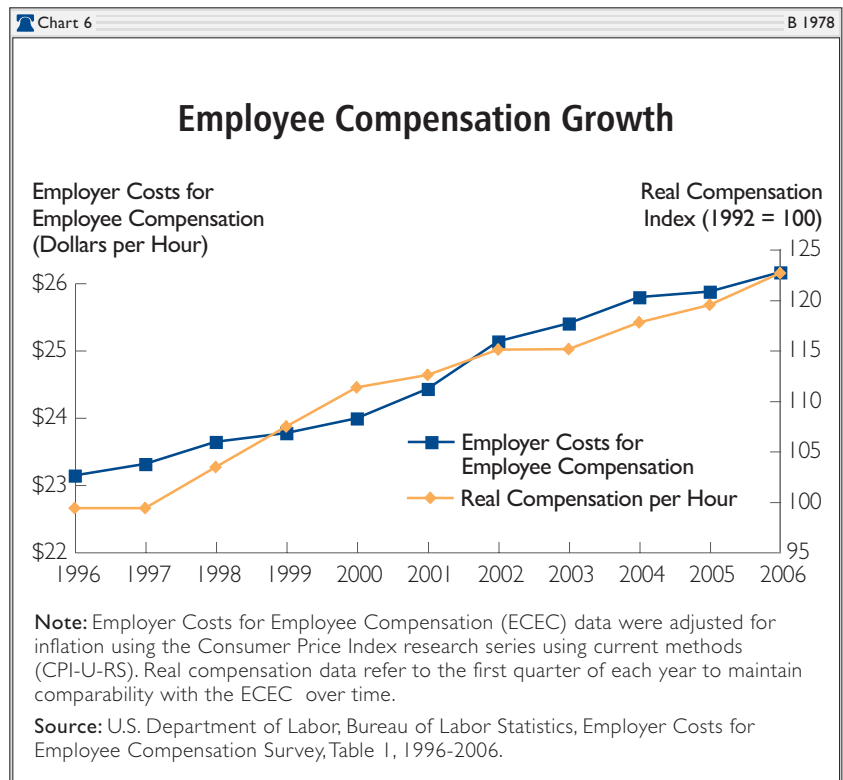 Chart 6 B 1978
Employee Compensation Growth
Employer Costs for
Employee Compensation
(Dollars per Hour)
Real Compensation
Index (1992 = 100)
$26
$25
$24
$23
$22
125
120
115
110
105
100
95
Employer Costs for
Employee Compensation
Real Compensation per Hour
1996 1997 1998 1999 2000 2001 2002 2003 2004 2005 2006
Note: Employer Costs for Employee Compensation (ECEC) data were adjusted for
inflation using the Consumer Price Index research series using current methods
(CPI-U-RS). Real compensation data refer to the first quarter of each year to maintain
comparability with the ECEC over time.
Source: U.S. Department of Labor, Bureau of Labor Statistics, Employer Costs for
Employee Compensation Survey, Table 1, 1996-2006.